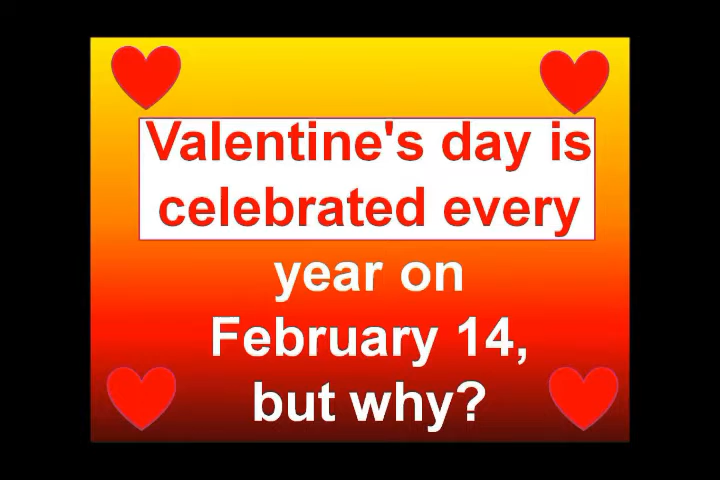 Valentine's day is
celebrated every
year on
February 14,
but why?